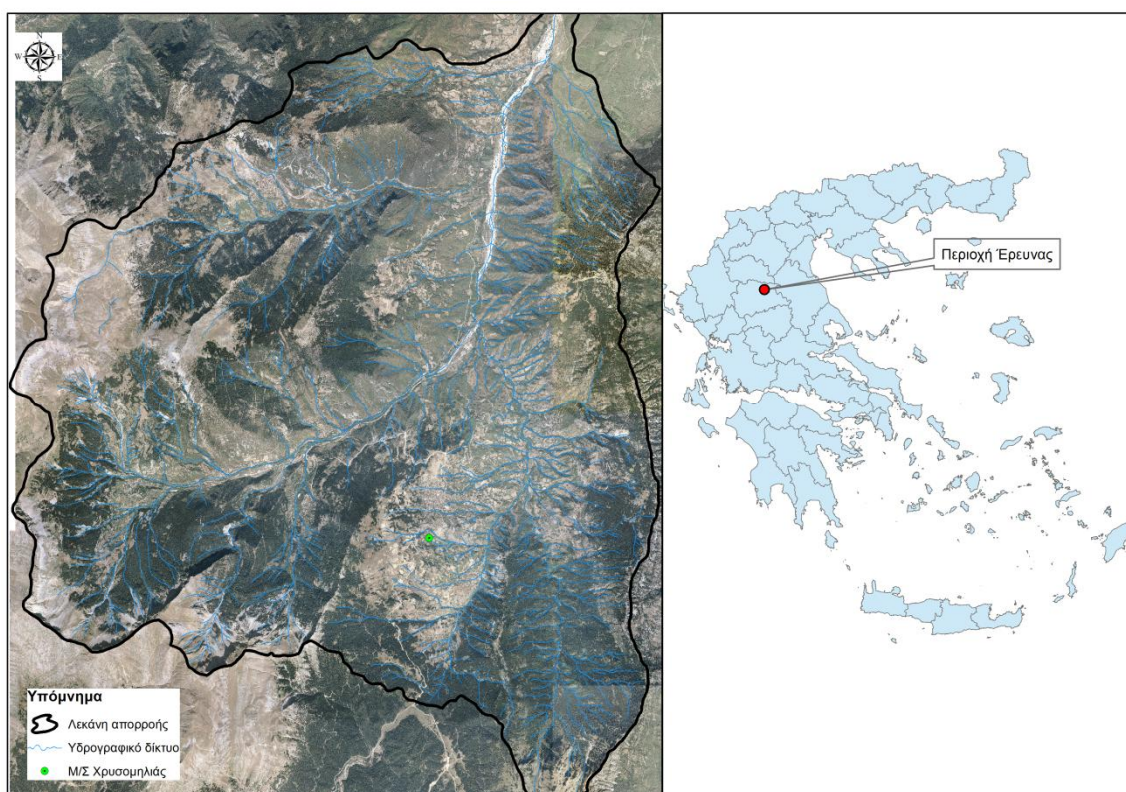 N
W E
S
Περιοχή Έρευνας
Υπόμνημα
Λεκάνη απορροής
Υδρογραφικό δίκτυο
Μ/Σ Χρυσομηλιάς